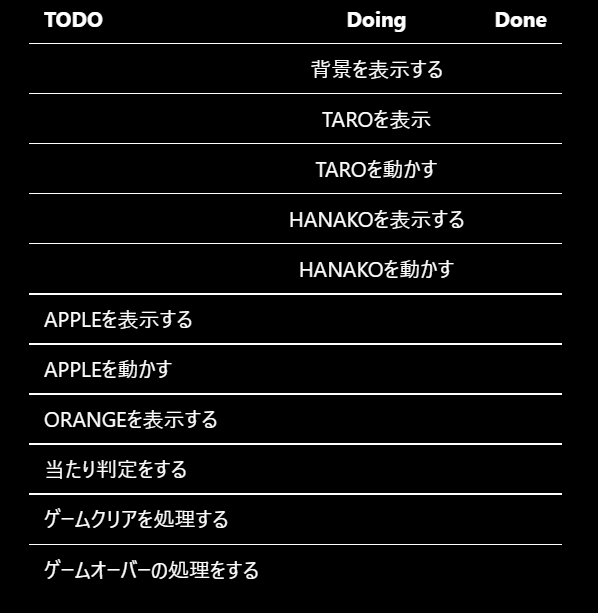 TODO Doing Done
背景を表示する
TAROを表示
TAROを動かす
HANAKOを表示する
HANAKOを動かす
APPLEを表示する
APPLEを動かす
ORANGEを表示する
当たり判定をする
ゲームクリアを処理する
ゲームオーバーの処理をする